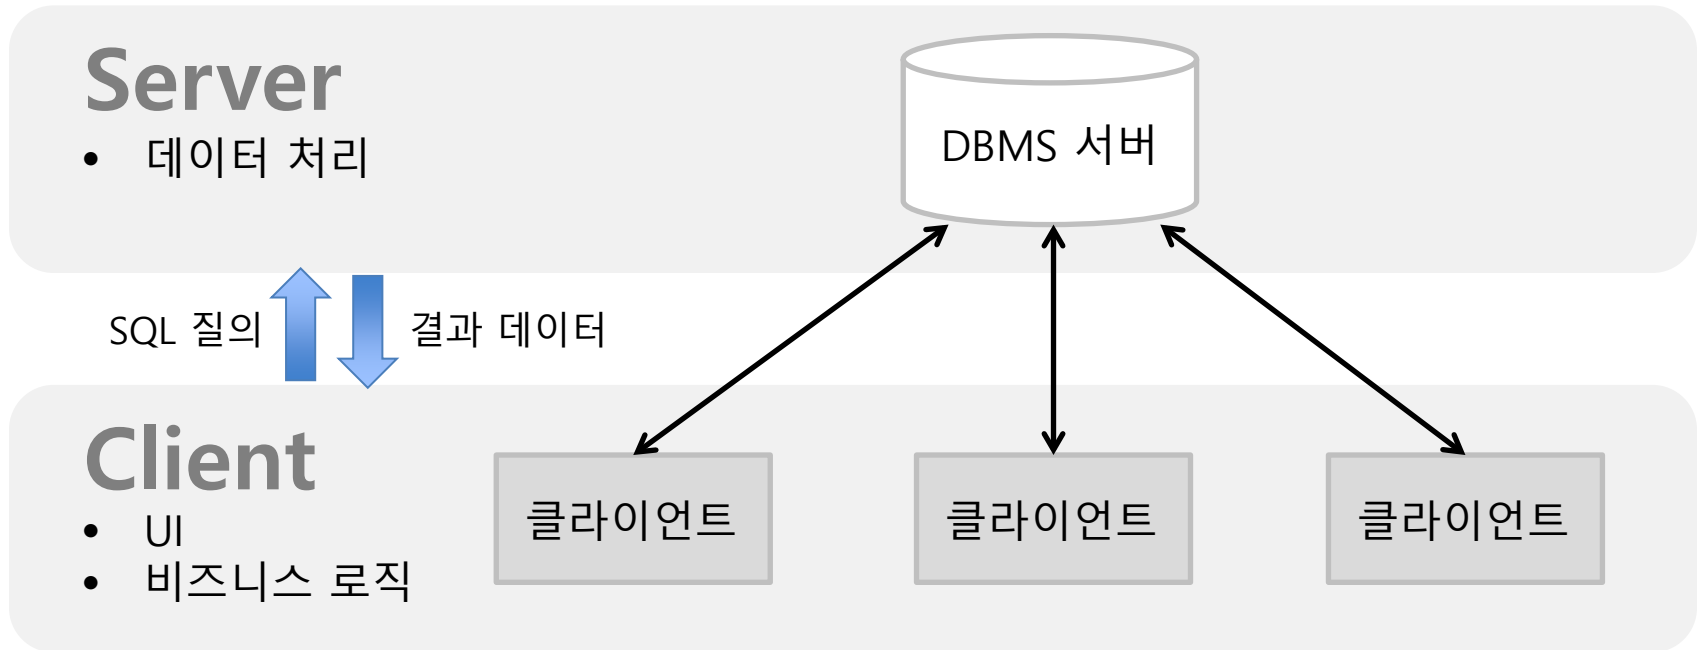 Server
• 데이터 처리
DBMS 서버
SQL 질의
결과 데이터
Client
• UI
• 비즈니스 로직
클라이언트
클라이언트
클라이언트